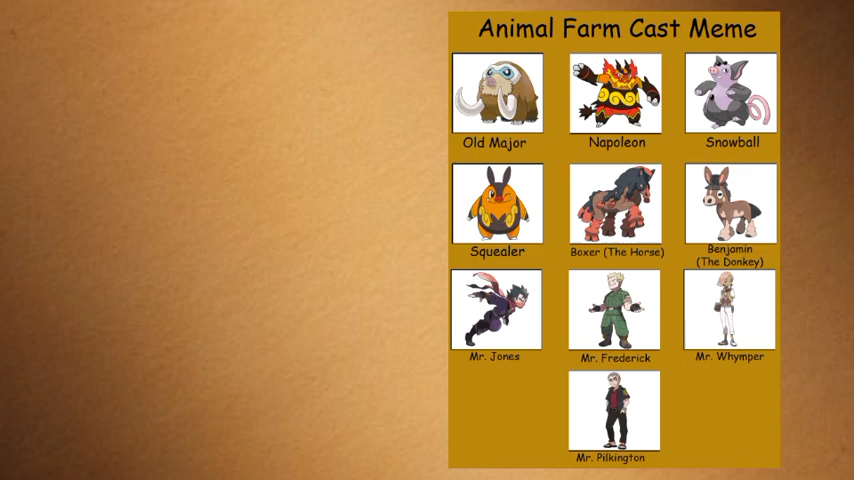 Animal Farm Cast Meme
Old Major
Napoleon
Snowball
Squealer
Boxer (The Horse)
Benjamin
(The Donkey)
Mr. Jones
Mr. Frederick
Mr. Whymper
Mr. Pilkington